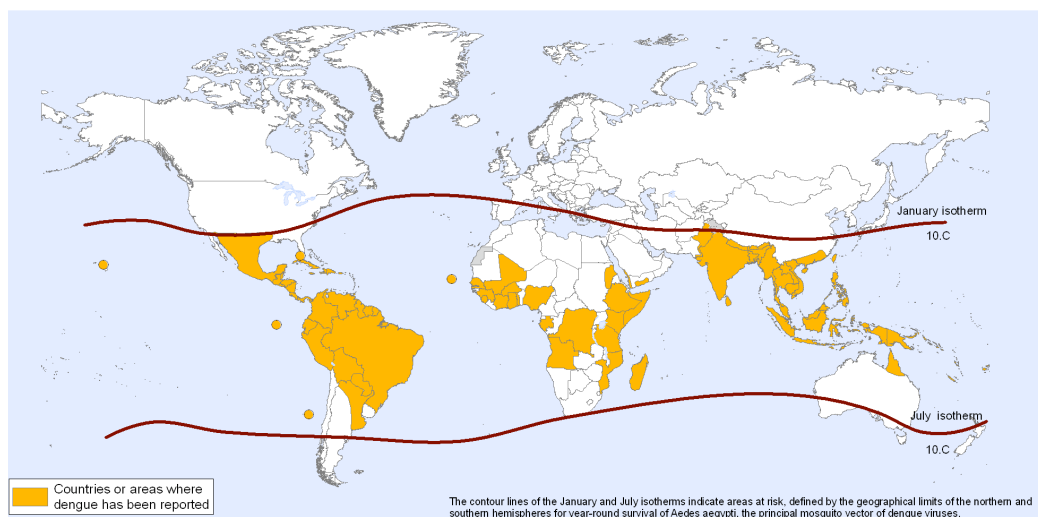 January isotherm
10.C
July isotherm
10.C
Countries or areas where
dengue has been reported
The contour lines of the January and July isotherms indicate areas at risk, defined by the geographical limits of the northern and
southern hemispheres for year-round survival of Aedes aegypti, the principal mosquito vector of dengue viruses.